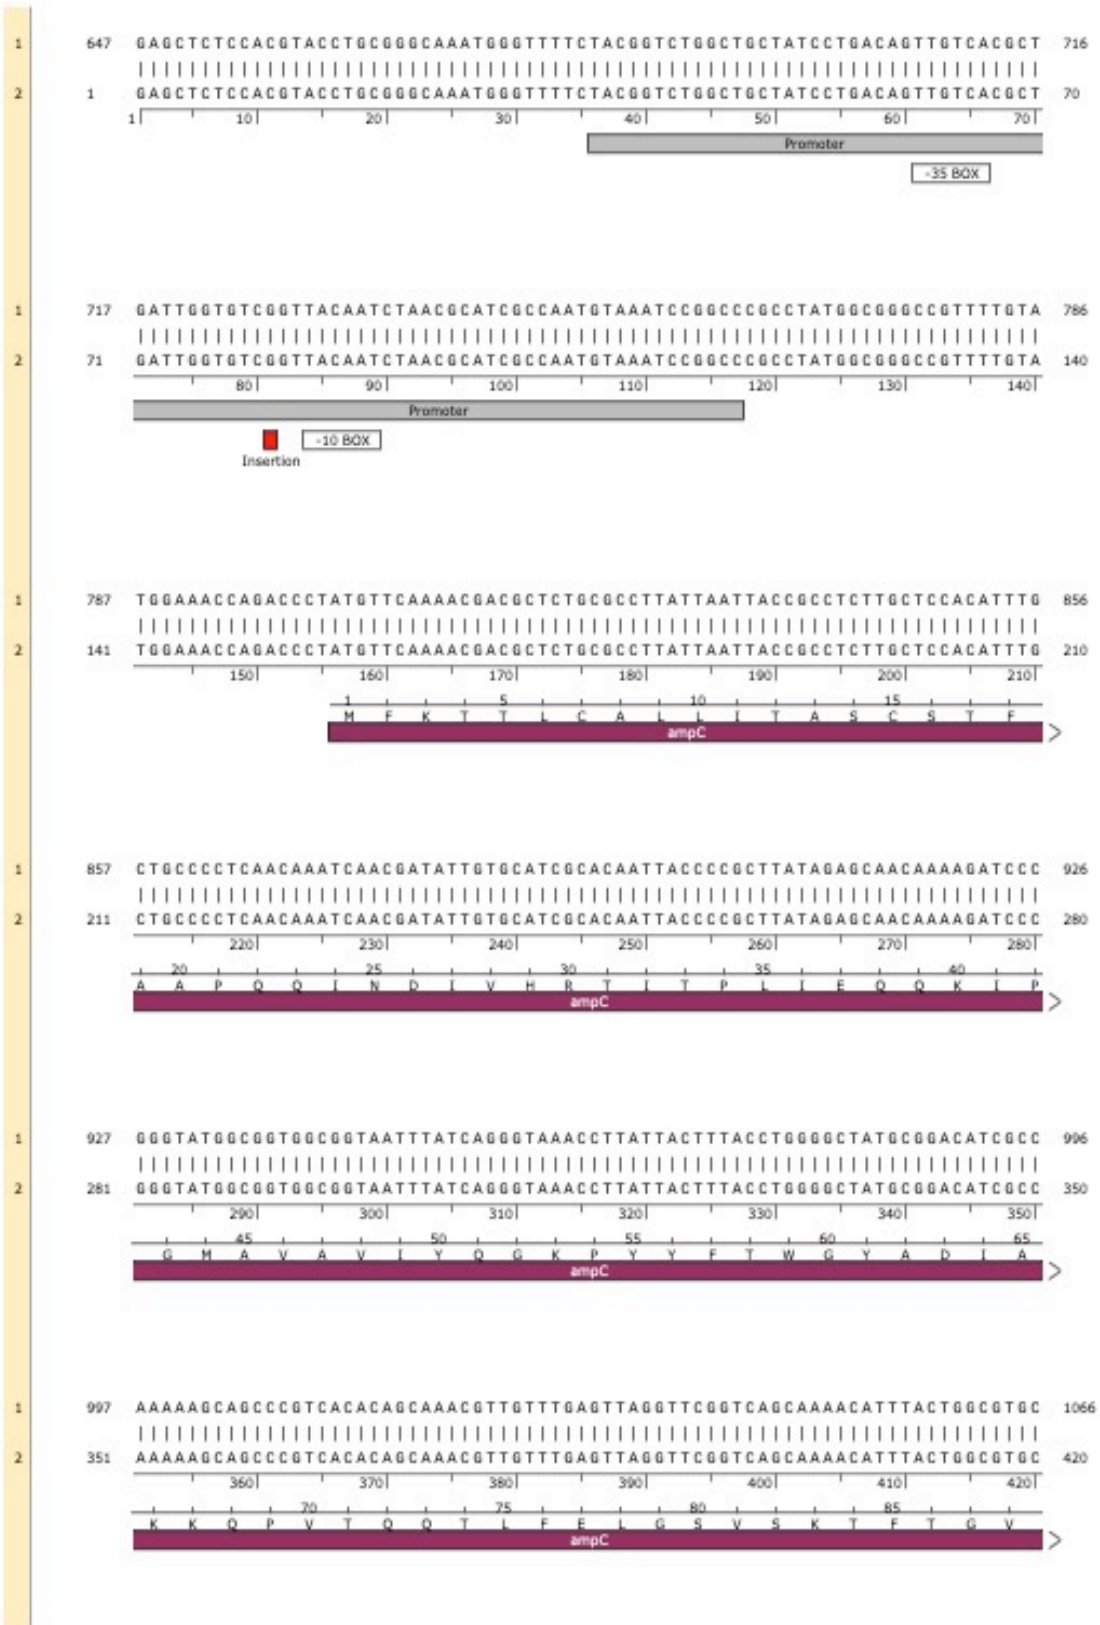 1 647 GAGCTCTCCACGTACCTGCGGGCAAATGGGTTTTCTACGGTCTGGCTGCTATCCTGACAGTTGTCACGCT 716
2 1 GAGCTCTCCACGTACCTGCGGGCAAATGGGTTTTCTACGGTCTGGCTGCTATCCTGACAGTTGTCACGCT 70
1 10 20 30 40 50 60 70
Promoter
-35 BOX
1 717 GATTGGTGTCGGTTACAATCTAACGCATCGCCAATGTAAATCCGGCCCGCCTATGGCGGGCCGTTTTGTA 786
2 71 GATTGGTGTCGGTTACAATCTAACGCATCGCCAATGTAAATCCGGCCCGCCTATGGCGGGCCGTTTTGTA 140
80 90 100 110 120 130 140
Promoter
-10 BOX
Insertion
1 787 TGGAAACCAGACCCTATGTTCAAAACGACGCTCTGCGCCTTATTAATTACCGCCTCTTGCTCCACATTTG 856
2 141 TGGAAACCAGACCCTATGTTCAAAACGACGCTCTGCGCCTTATTAATTACCGCCTCTTGCTCCACATTTG 210
150 160 170 180 190 200 210
1 5 10 15
M F K T T L C A L L I T A S C S T F
ampC
1 857 CTGCCCCTCAACAAATCAACGATATTGTGCATCGCACAATTACCCCGCTTATAGAGCAACAAAAGATCCC 926
2 211 CTGCCCCTCAACAAATCAACGATATTGTGCATCGCACAATTACCCCGCTTATAGAGCAACAAAAGATCCC 280
220 230 240 250 260 270 280
20 25 30 35 40
A A P Q Q I N D I V H R T I T P L I E Q Q K I P
ampC
1 927 GGGTATGGCGGTGGCGGTAATTTATCAGGGTAAACCTTATTACTTTACCTGGGGCTATGCGGACATCGCC 996
2 281 GGGTATGGCGGTGGCGGTAATTTATCAGGGTAAACCTTATTACTTTACCTGGGGCTATGCGGACATCGCC 350
290 300 310 320 330 340 350
45 50 55 60 65
G M A V A V I Y Q G K P Y Y F T W G Y A D I A
ampC
1 997 AAAAAGCAGCCCGTCACACAGCAAACGTTGTTTGAGTTAGGTTCGGTCAGCAAAACATTTACTGGCGTGC 1066
2 351 AAAAAGCAGCCCGTCACACAGCAAACGTTGTTTGAGTTAGGTTCGGTCAGCAAAACATTTACTGGCGTGC 420
360 370 380 390 400 410 420
70 75 80 85
K K Q P V T Q Q T L F E L G S V S K T F T G V
ampC